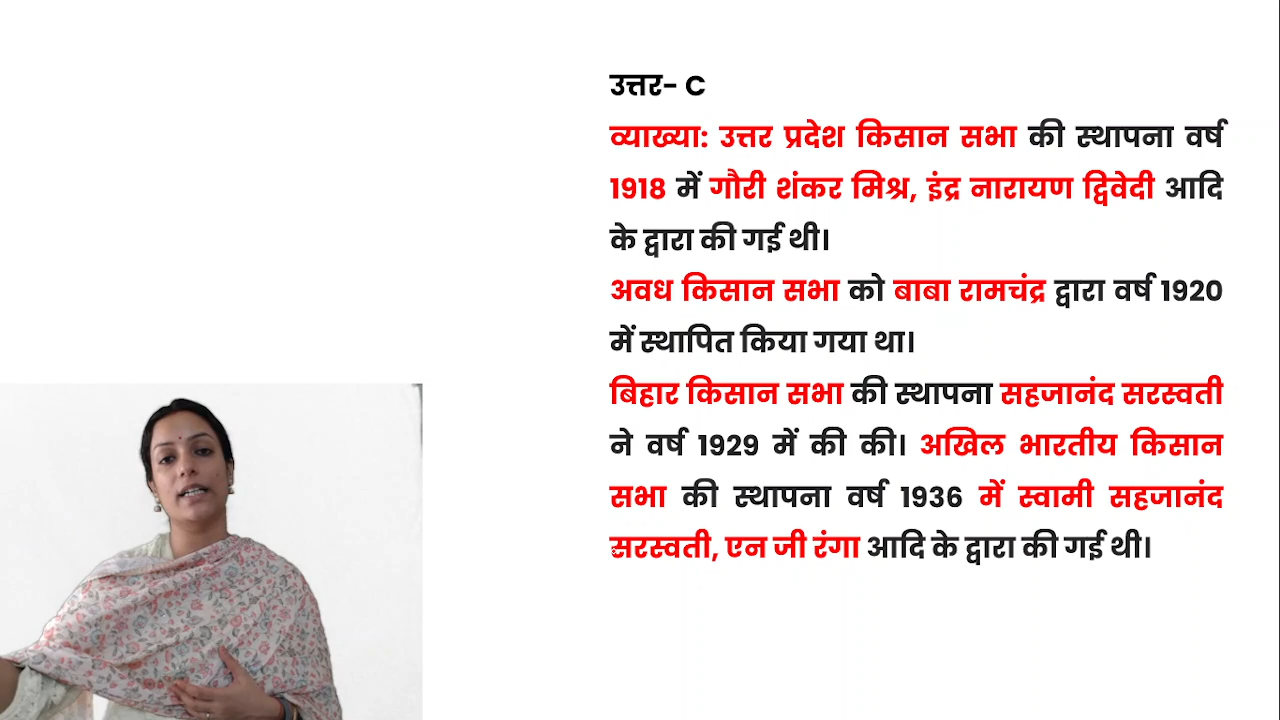 उत्तर- C
व्याख्या: उत्तर प्रदेश किसान सभा की स्थापना वर्ष
1918 में गौरी शंकर मिश्र, इंद्र नारायण द्विवेदी आदि
के द्वारा की गई थी।
अवध किसान सभा को बाबा रामचंद्र द्वारा वर्ष 1920
में स्थापित किया गया था।
बिहार किसान सभा की स्थापना सहजानंद सरस्वती
ने वर्ष 1929 में की की। अखिल भारतीय किसान
सभा की स्थापना वर्ष 1936 में स्वामी सहजानंद
सरस्वती, एन जी रंगा आदि के द्वारा की गई थी।